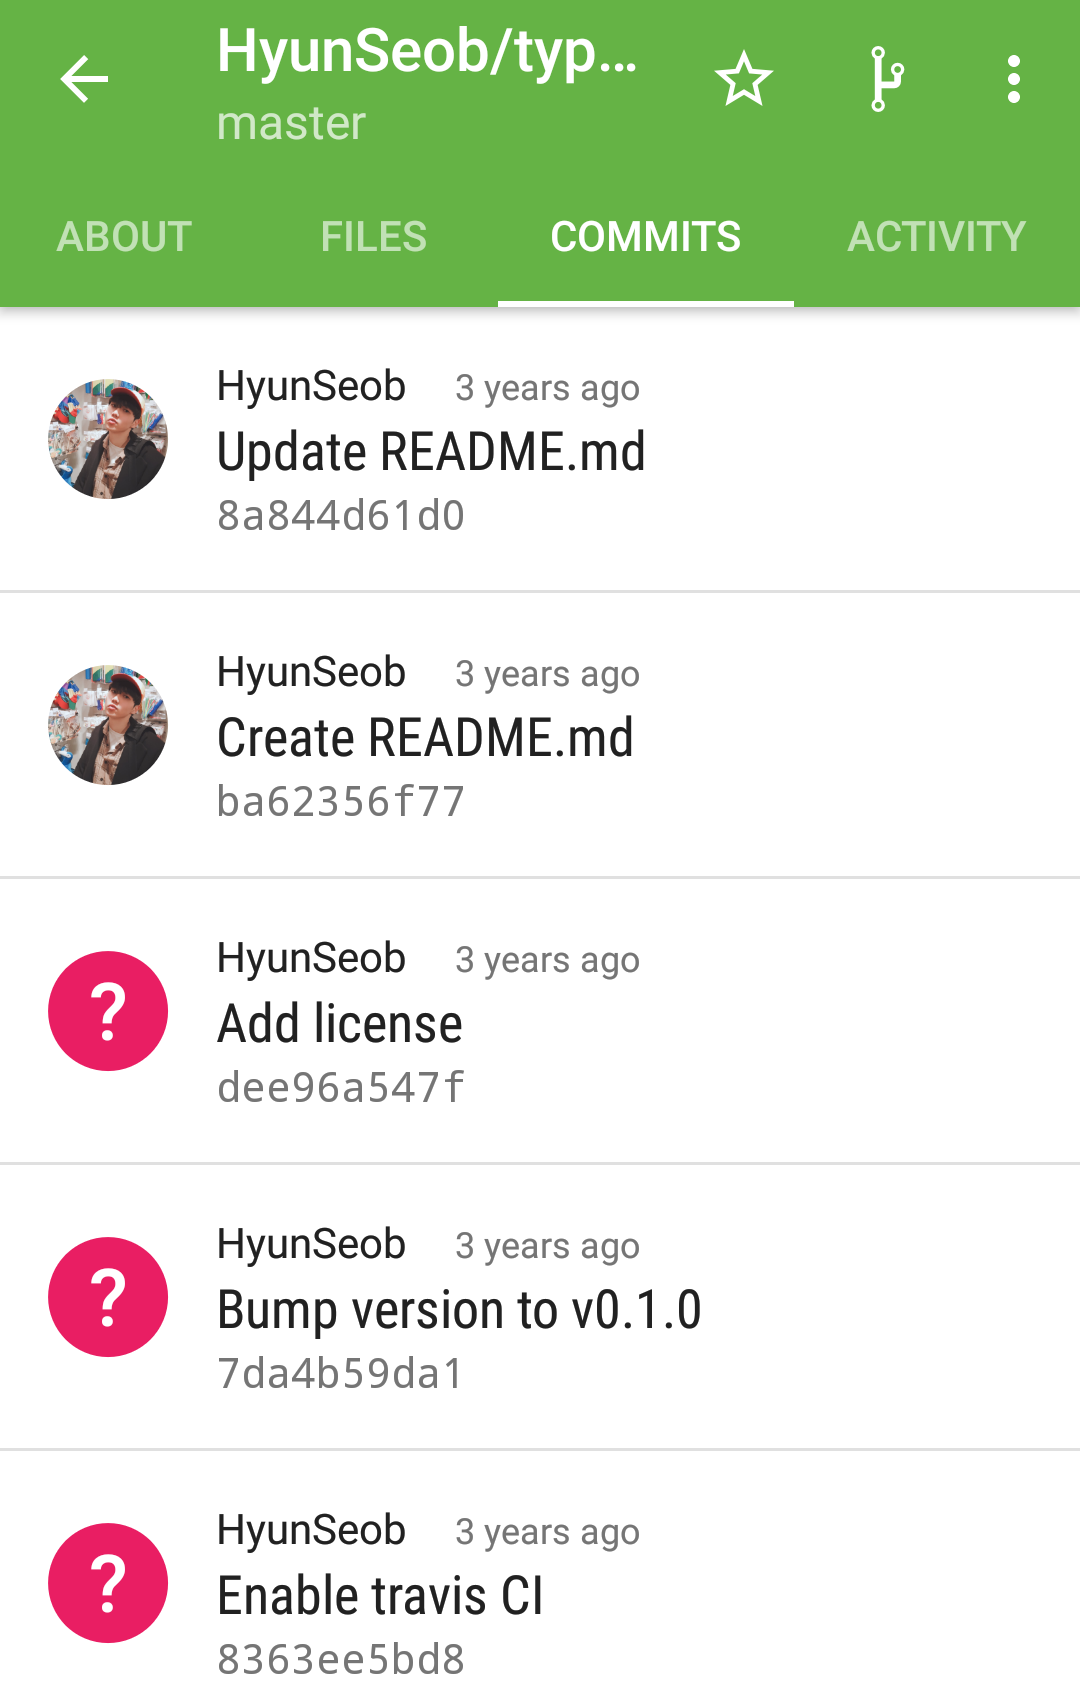 HyunSeob/typ...
master
ABOUT FILES COMMITS ACTIVITY
HyunSeob 3 years ago
Update README.md
8a844d61d0
HyunSeob 3 years ago
Create README.md
ba62356f77
? HyunSeob 3 years ago
Add license
dee96a547f
? HyunSeob 3 years ago
Bump version to v0.1.0
7da4b59da1
? HyunSeob 3 years ago
Enable travis CI
8363ee5bd8